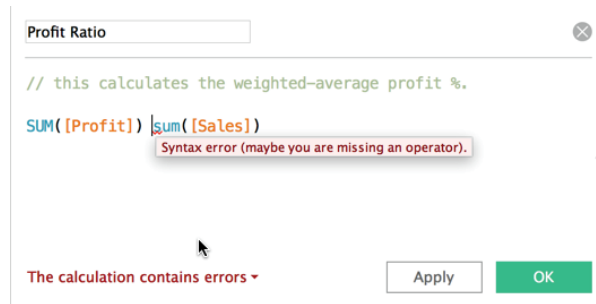 Profit Ratio
// this calculates the weighted-average profit %.
SUM([Profit]) sum([Sales])
Syntax error (maybe you are missing an operator).
The calculation contains errors
Apply
OK